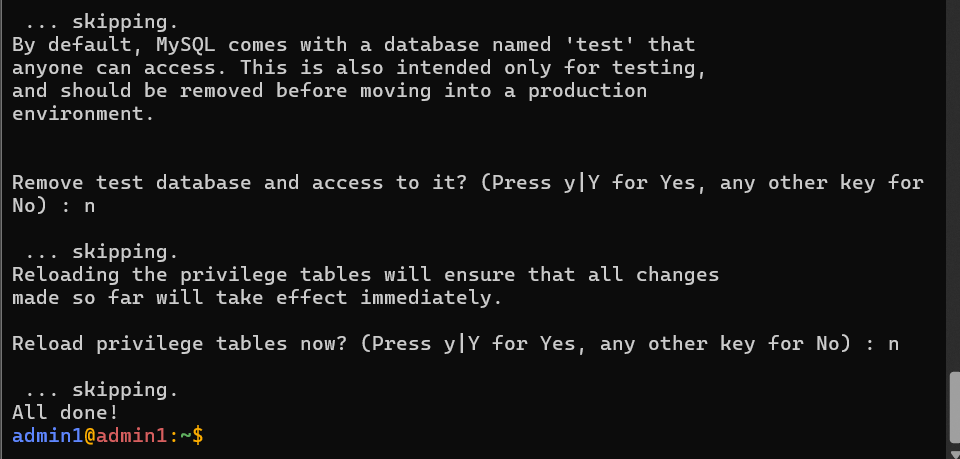 ... skipping.
By default, MySQL comes with a database named 'test' that
anyone can access. This is also intended only for testing,
and should be removed before moving into a production
environment.
Remove test database and access to it? (Press y|Y for Yes, any other key for
No) : n
... skipping.
Reloading the privilege tables will ensure that all changes
made so far will take effect immediately.
Reload privilege tables now? (Press y|Y for Yes, any other key for No) : n
... skipping.
All done!
admin1@admin1:~$